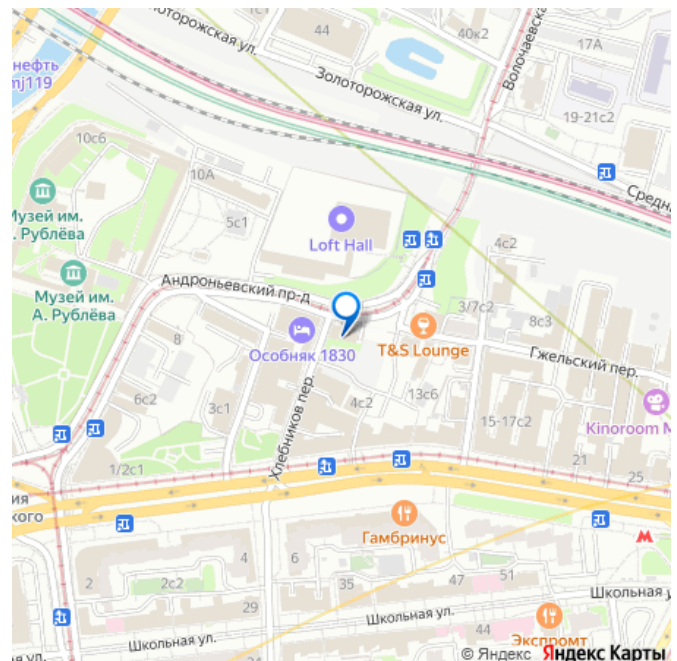 Золоторожская ул.
44
40к2
Волочаевская
17А
нефть
mj119
Золоторожская ул.
19-21с2
10с6
10А
Средн
Музей им.
А. Рублёва
5с1
Loft Hall
4с2
Музей им.
А. Рублёва
Андроньевский пр-д
3/7с2
8с3
8
Особняк 1830
T&S Lounge
Гжельский пер.
6с2
3с1
Хлебников пер.
4с2
13с6
15-17с2
Kinoroom M
1/2с1
21
25
ия
ского
Гамбринус
2
2с2
4
6
35
47
51
29
Школьная ул.
Школьная у
44
Экспромт
© Яндекс Яндекс Карты